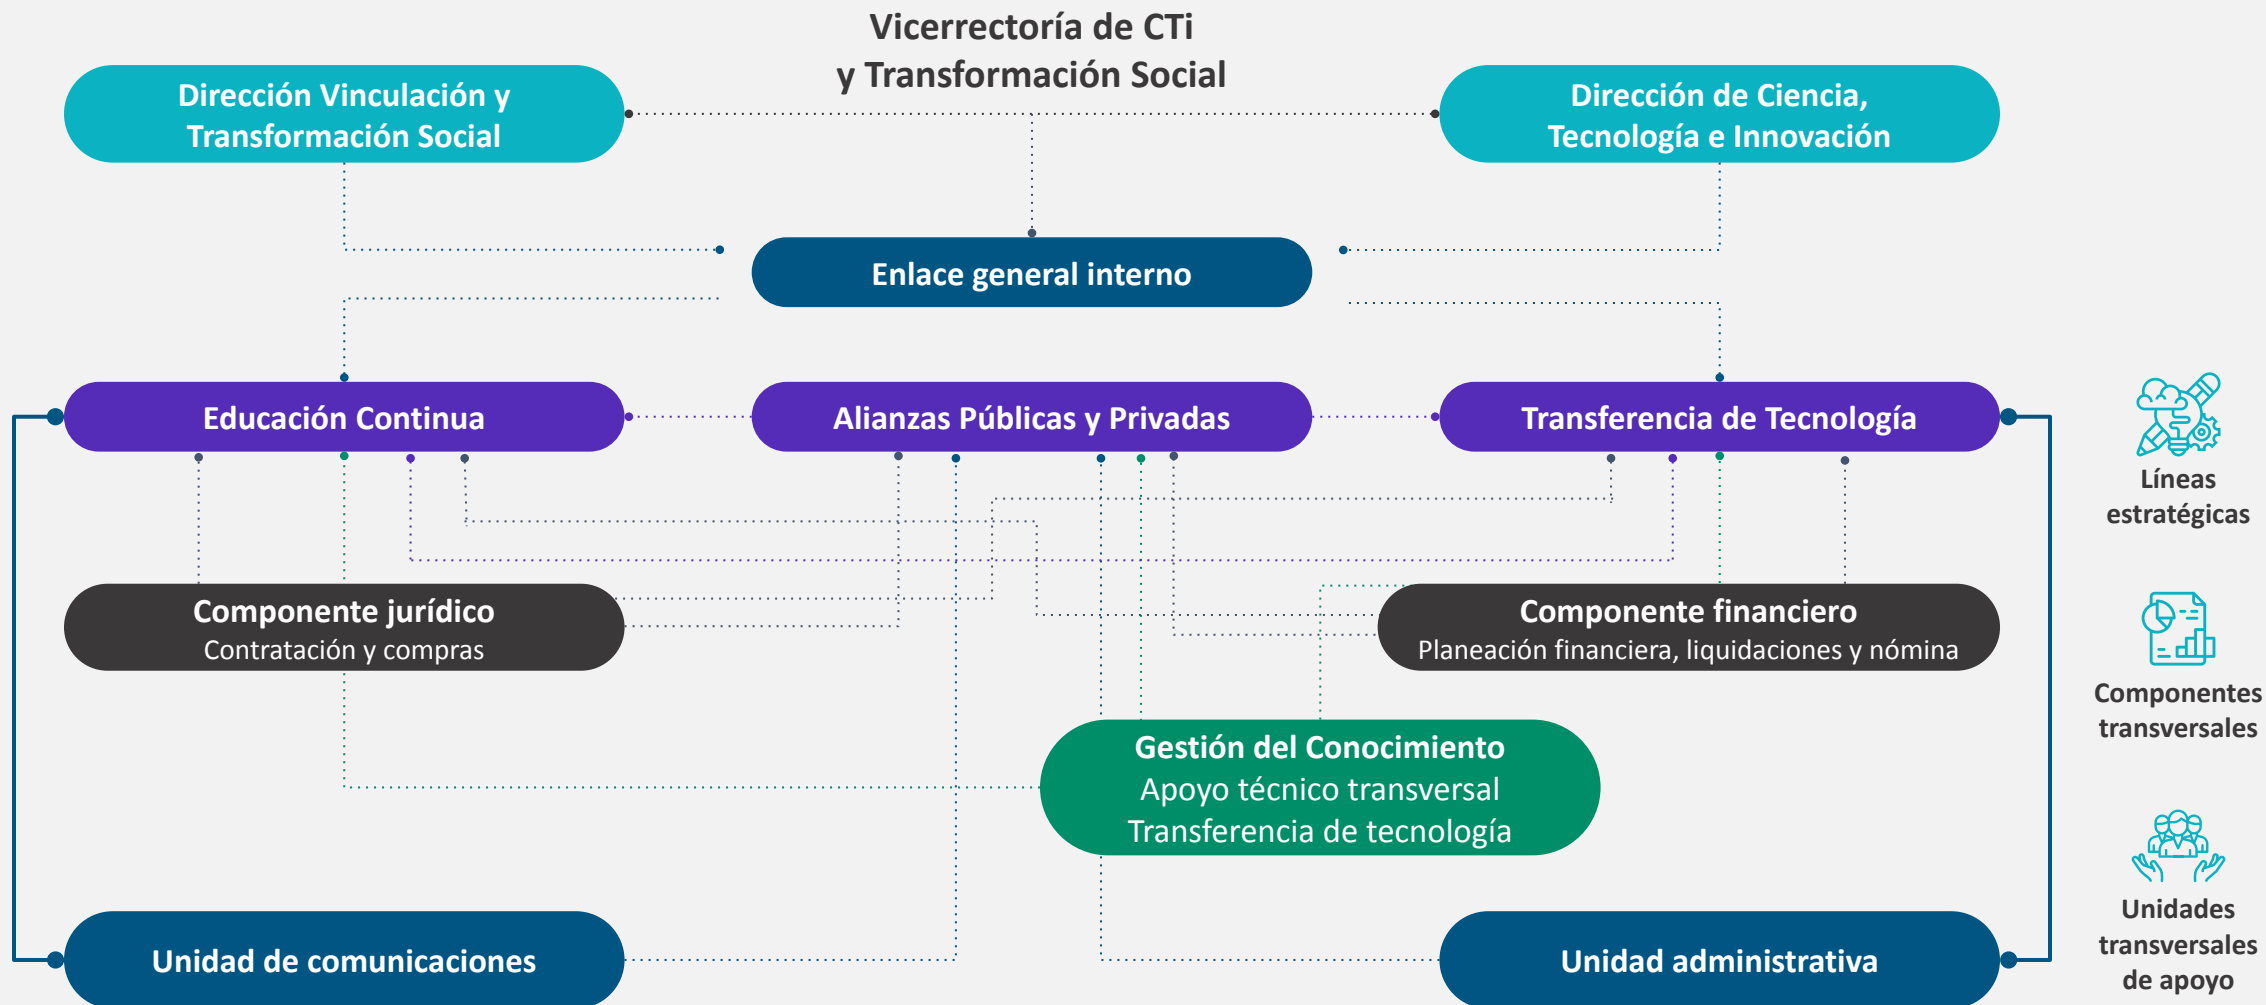 Vicerrectoría de CTi
y Transformación Social
Dirección Vinculación y
Transformación Social
Dirección de Ciencia,
Tecnología e Innovación
Enlace general interno
Educación Continua
Alianzas Públicas y Privadas
Transferencia de Tecnología
Líneas
estratégicas
Componente jurídico
Contratación y compras
Componente financiero
Planeación financiera, liquidaciones y nómina
Componentes
transversales
Gestión del Conocimiento
Apoyo técnico transversal
Transferencia de tecnología
Unidad de comunicaciones
Unidad administrativa
Unidades
transversales
de apoyo